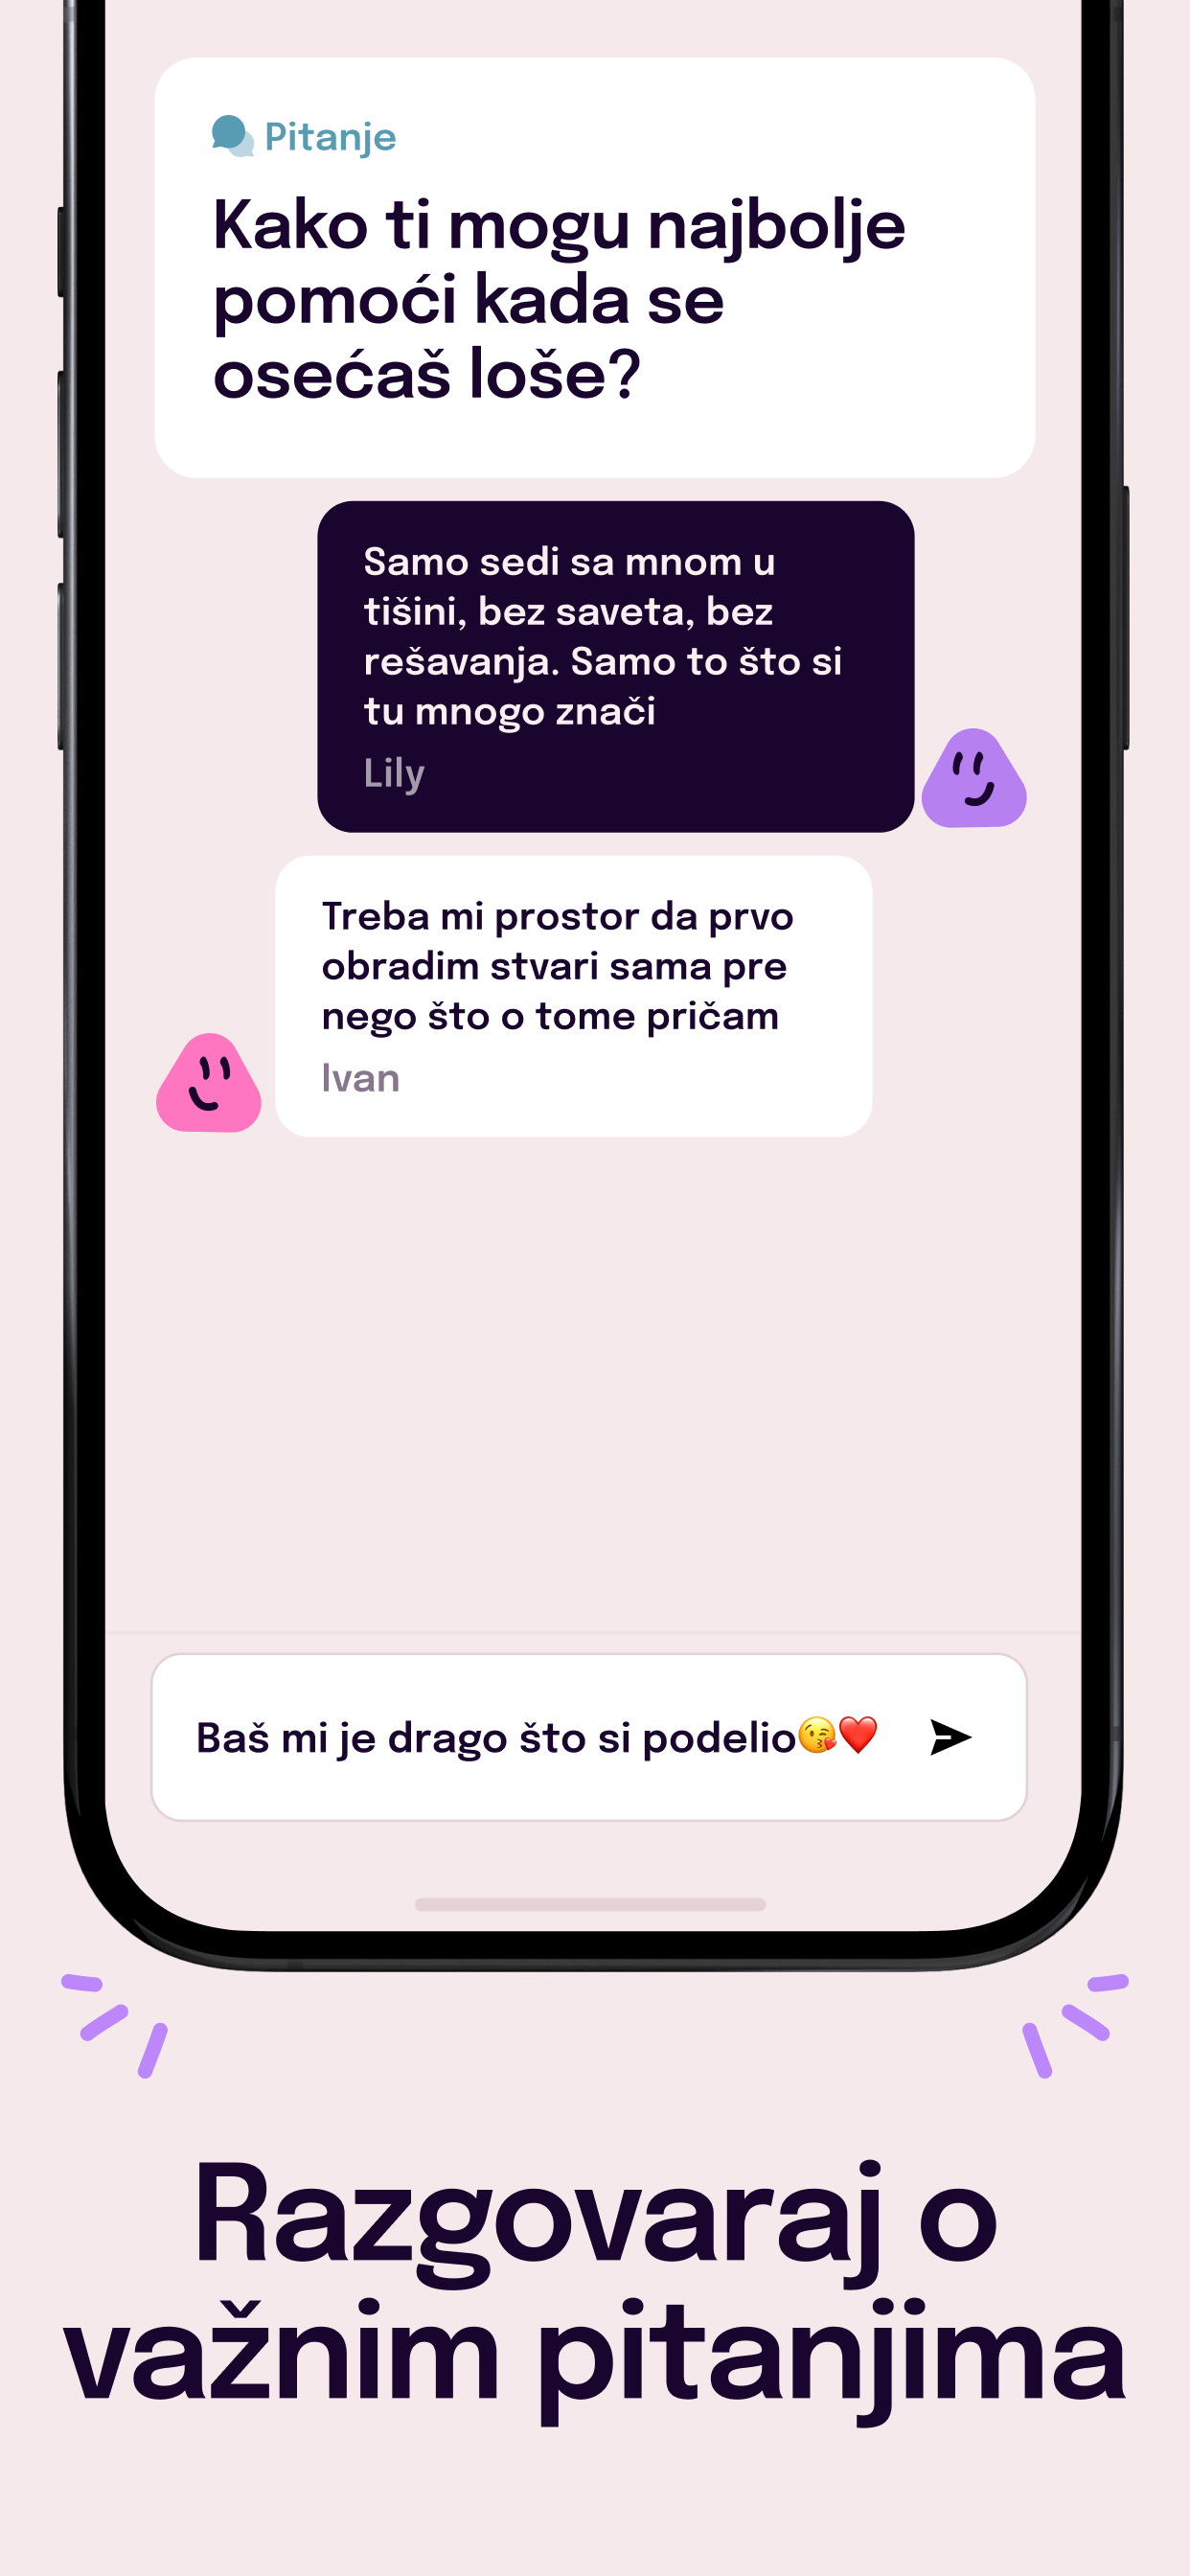 Pitanje
Kako ti mogu najbolje
pomoći kada se
osećaš loše?
Samo sedi sa mnom u
tišini, bez saveta, bez
rešavanja. Samo to što si
tu mnogo znači
Lily
Treba mi prostor da prvo
obradim stvari sama pre
nego što o tome pričam
Ivan
Baš mi je drago što si podelio😘❤️
Razgovaraj o
važnim pitanjima